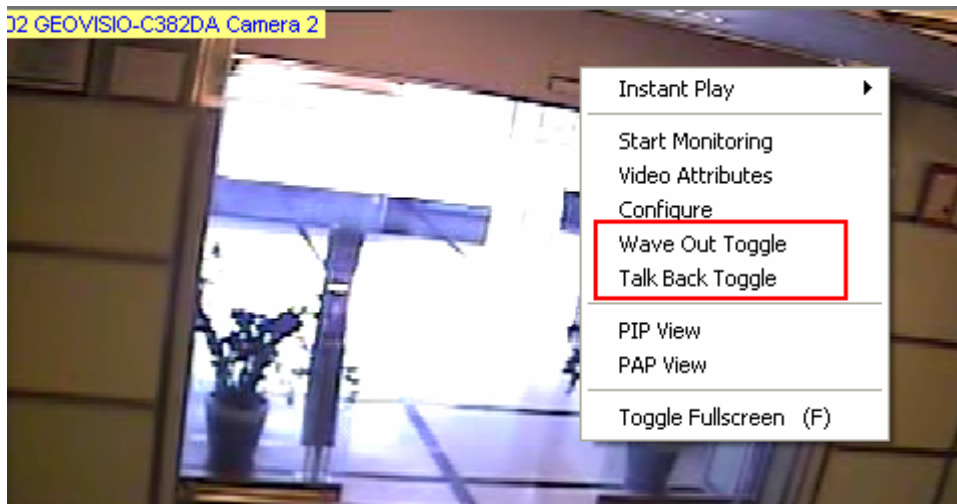 02 GEOVISIO-C382DA Camera 2
Instant Play
Start Monitoring
Video Attributes
Configure
Wave Out Toggle
Talk Back Toggle
PIP View
PAP View
Toggle Fullscreen (F)